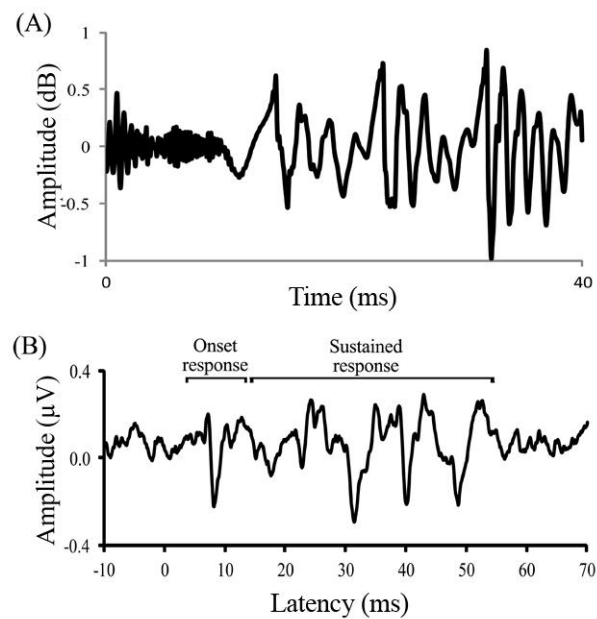 (A)
Amplitude (dB)
1
0.5
0
-0.5
-1
0
40
Time (ms)
(B)
Onset
response
Sustained
response
Amplitude (µV)
0.4
0.0
-0.4
-10 0 10 20 30 40 50 60 70
Latency (ms)